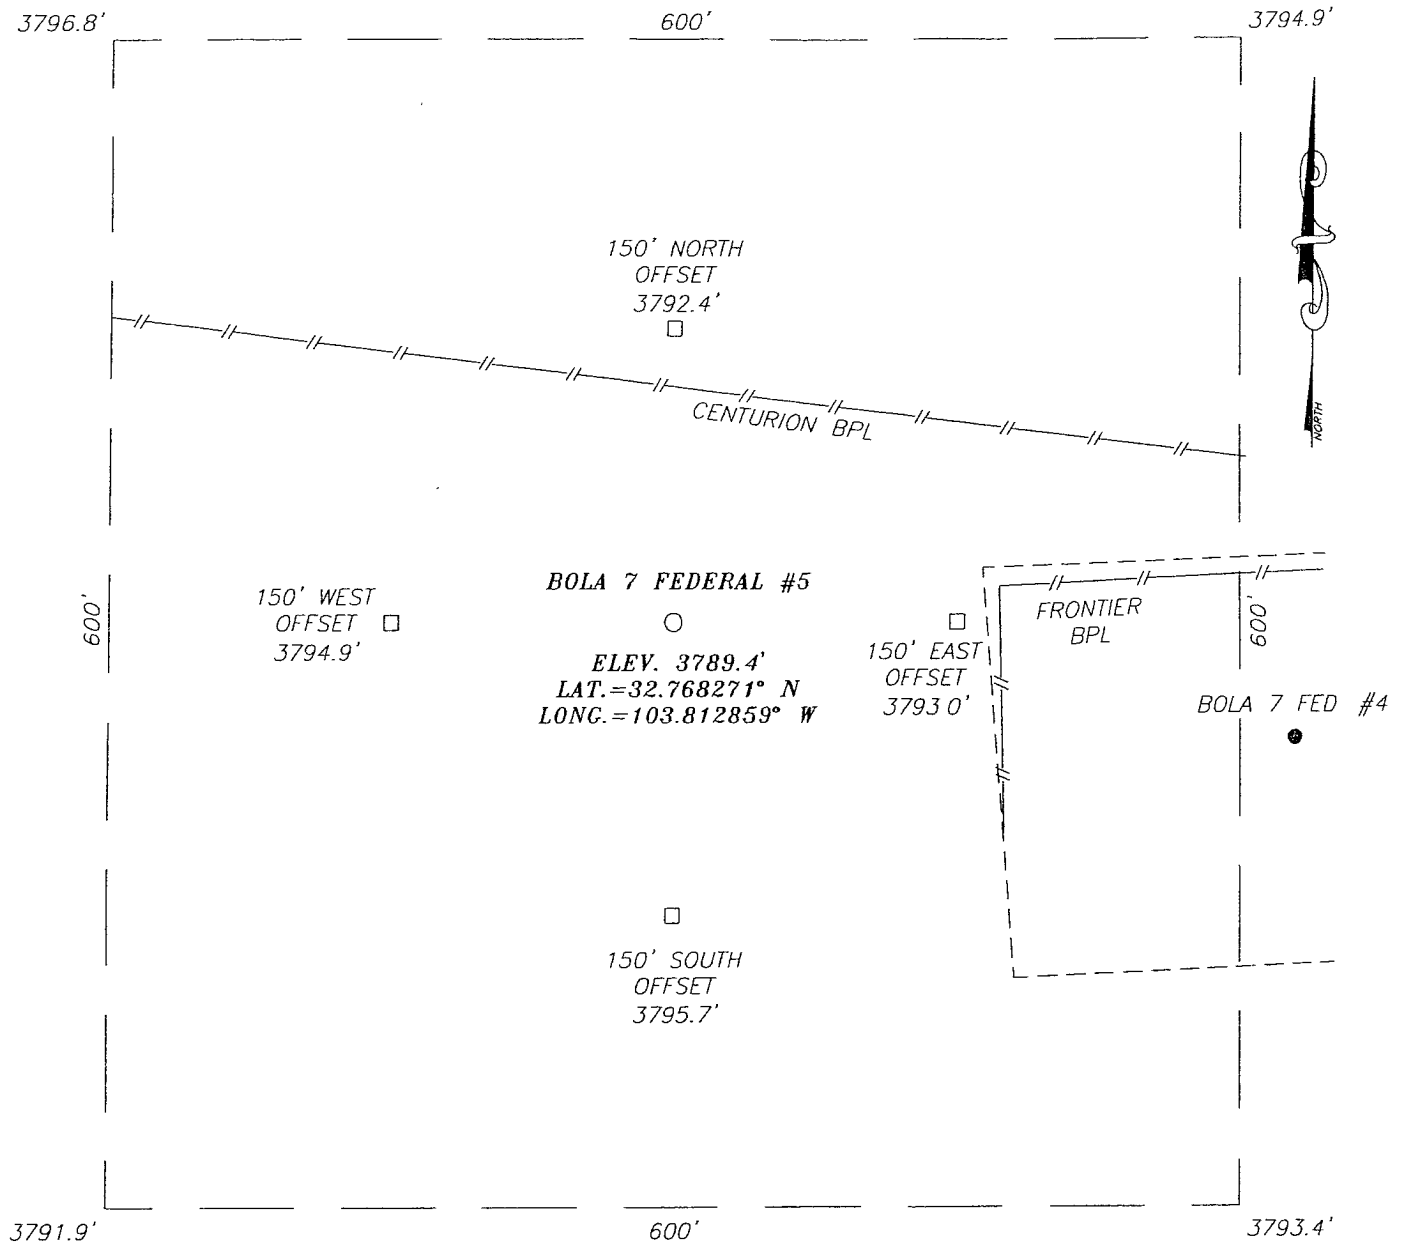 3796.8'
600'
3794.9'
150' NORTH
OFFSET
3792.4'
NORTH
CENTURION BPL
BOLA 7 FEDERAL #5
150' WEST
OFFSET
3794.9'
600'
ELEV. 3789.4'
LAT.=32.768271° N
LONG.=103.812859° W
150' EAST
OFFSET
3793 0'
FRONTIER
BPL
600'
BOLA 7 FED #4
150' SOUTH
OFFSET
3795.7'
3791.9'
600'
3793.4'